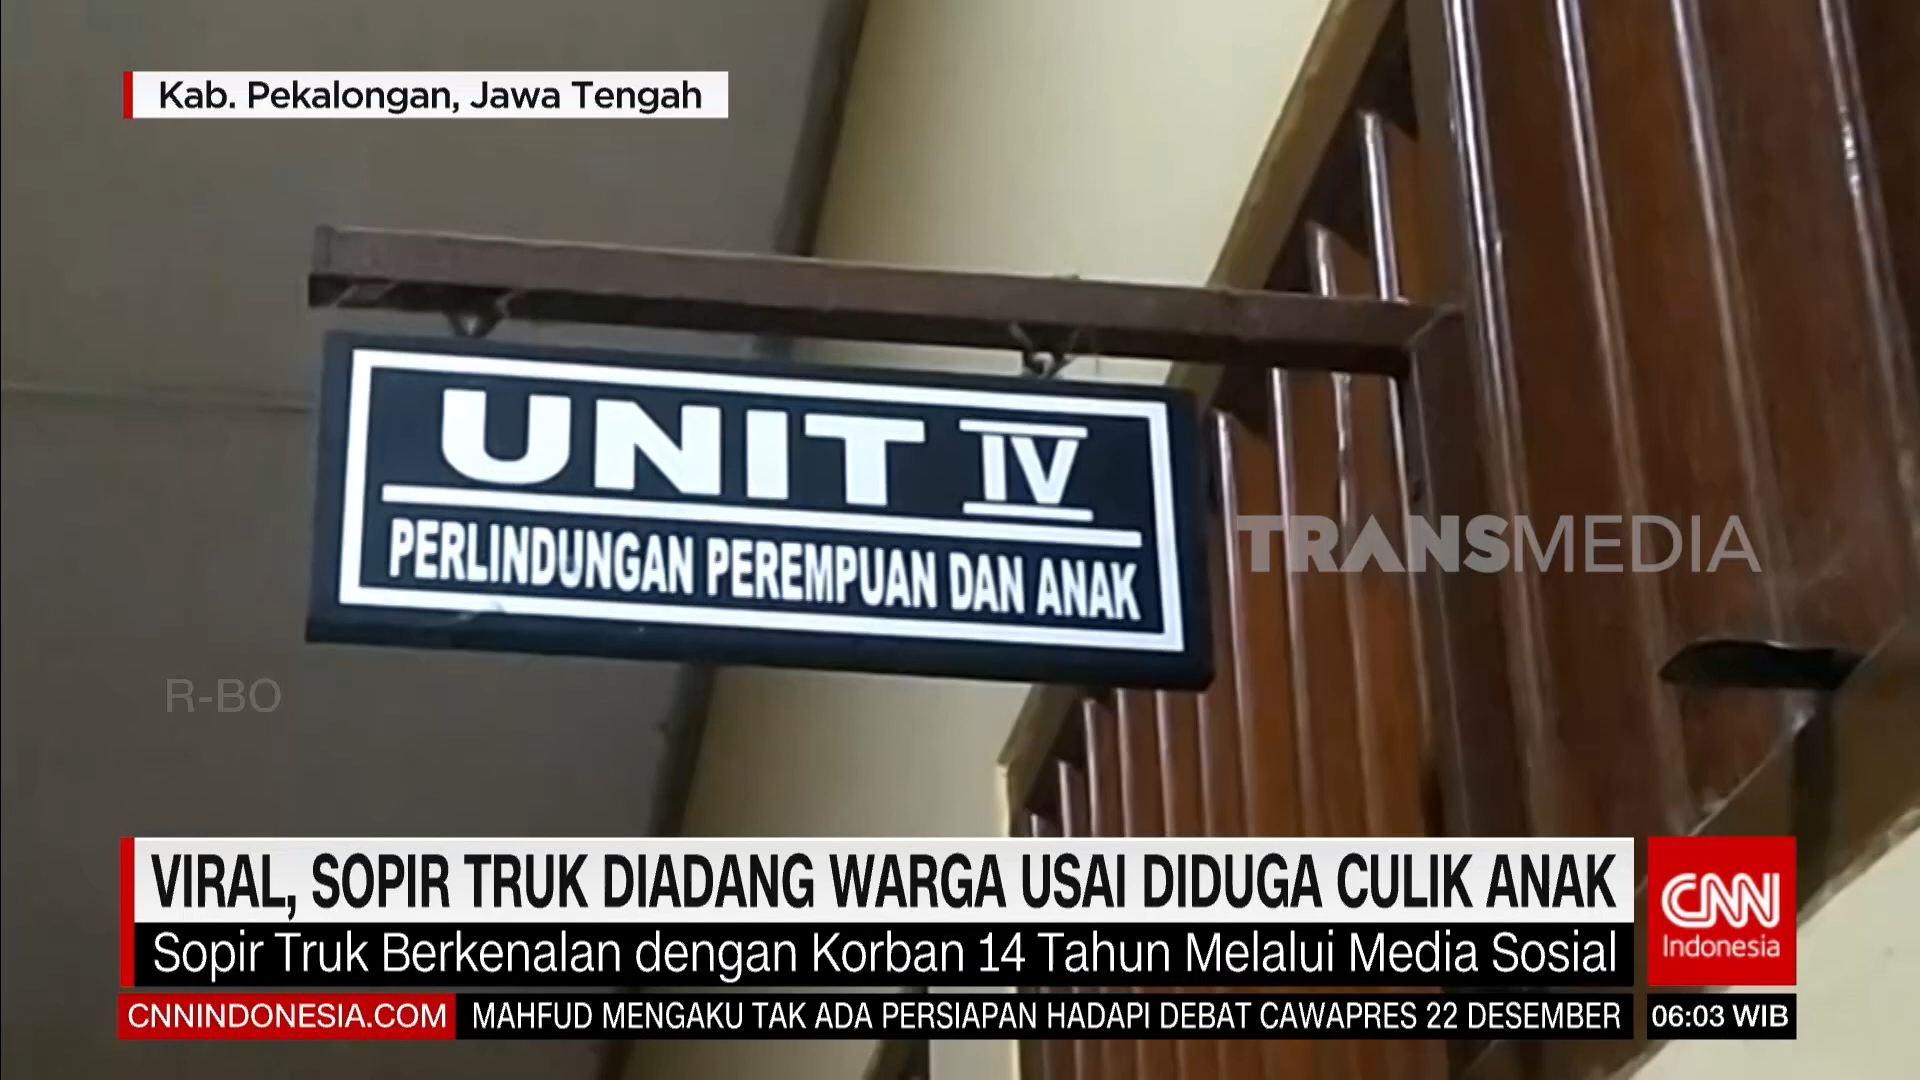 Kab. Pekalongan, Jawa Tengah
UNIT IV
PERLINDUNGAN PEREMPUAN DAN ANAK
TRANSMEDIA
R-BO
VIRAL, SOPIR TRUK DIADANG WARGA USAI DIDUGA CULIK ANAK
Sopir Truk Berkenalan dengan Korban 14 Tahun Melalui Media Sosial
CNN
Indonesia
CNNINDONESIA.COM MAHFUD MENGAKU TAK ADA PERSIAPAN HADAPI DEBAT CAWAPRES 22 DESEMBER 06:03 WIB